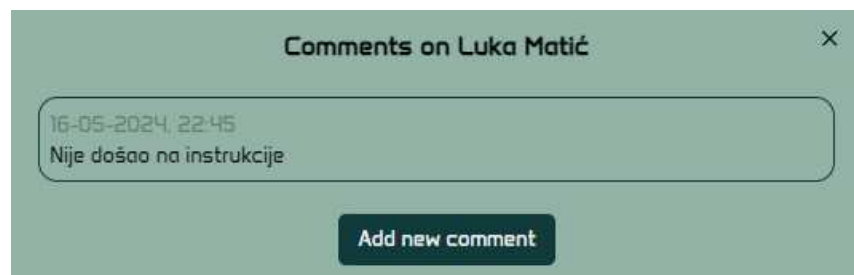 Comments on Luka Matić
16-05-2024, 22:45
Nije došao na instrukcije
Add new comment